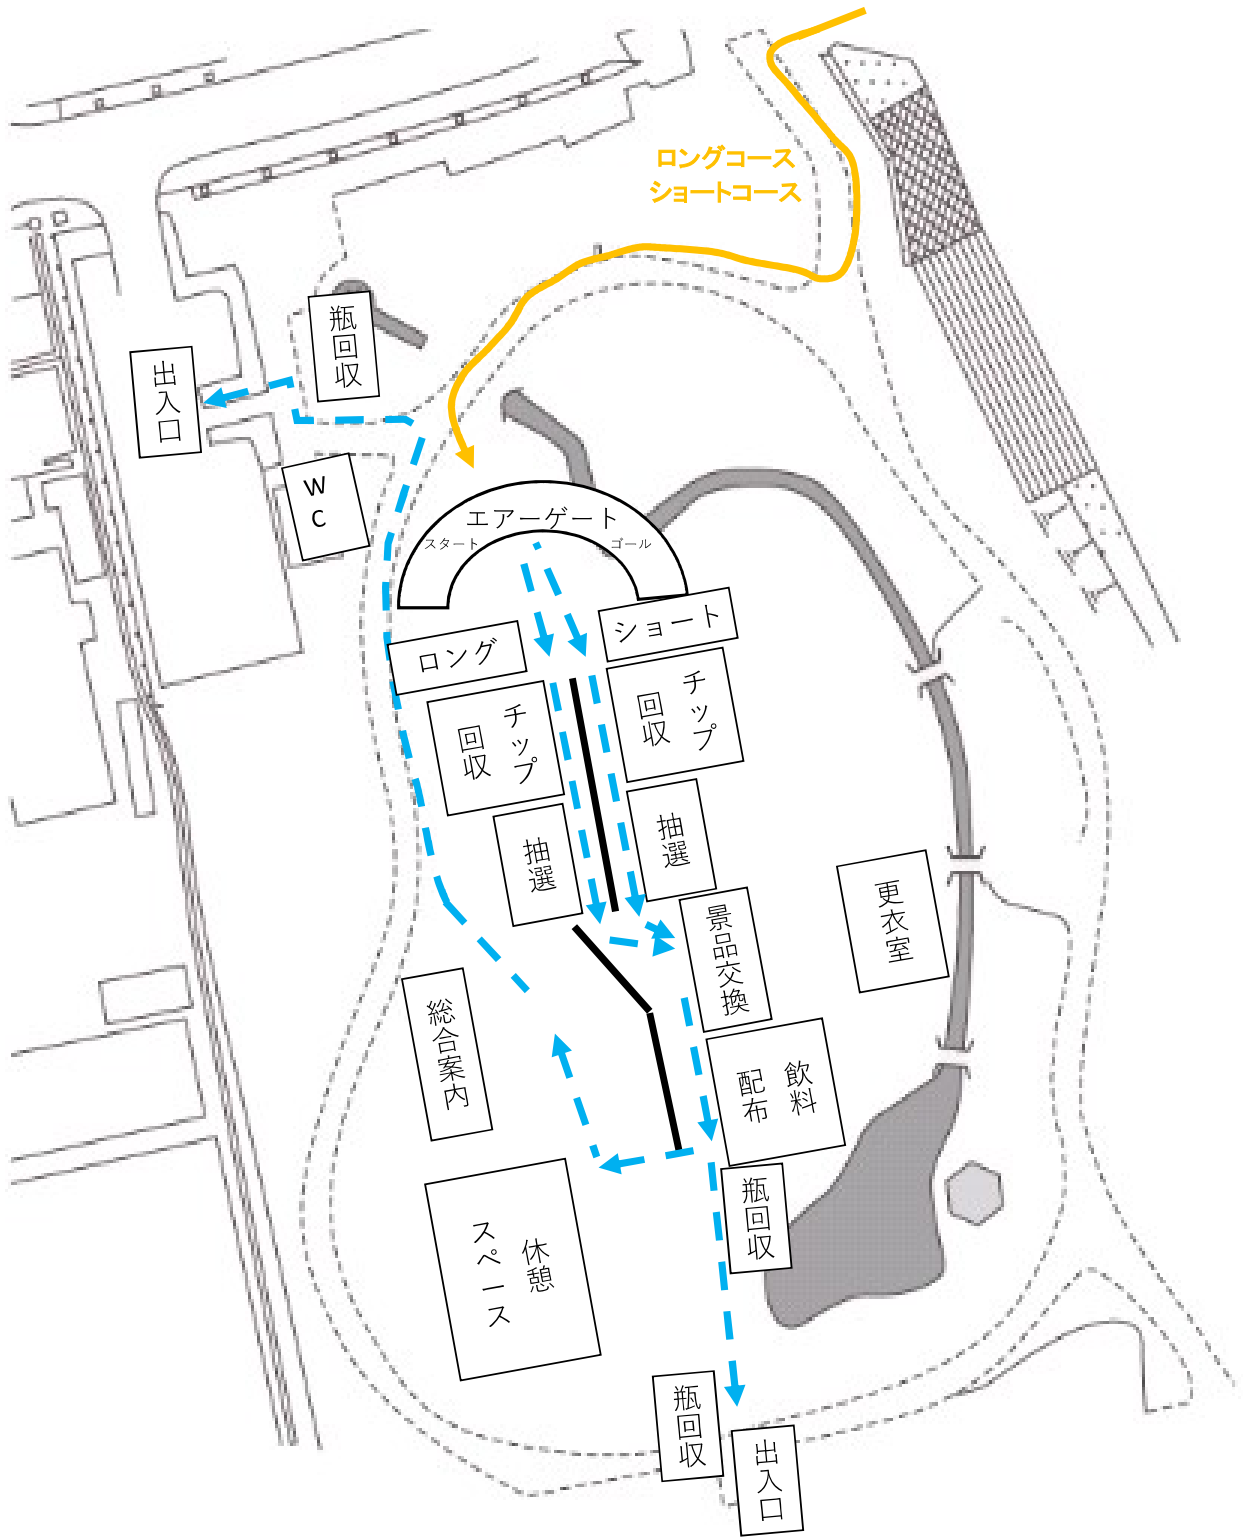 ロングコース
ショートコース
瓶回収
出入口
WC
エアーゲート
スタート
ゴール
ショート
ロング
チップ
回収
チップ
回収
抽選
抽選
更衣室
景品交換
総合案内
飲料
配布
瓶回収
休憩
スペース
瓶回収
出入口